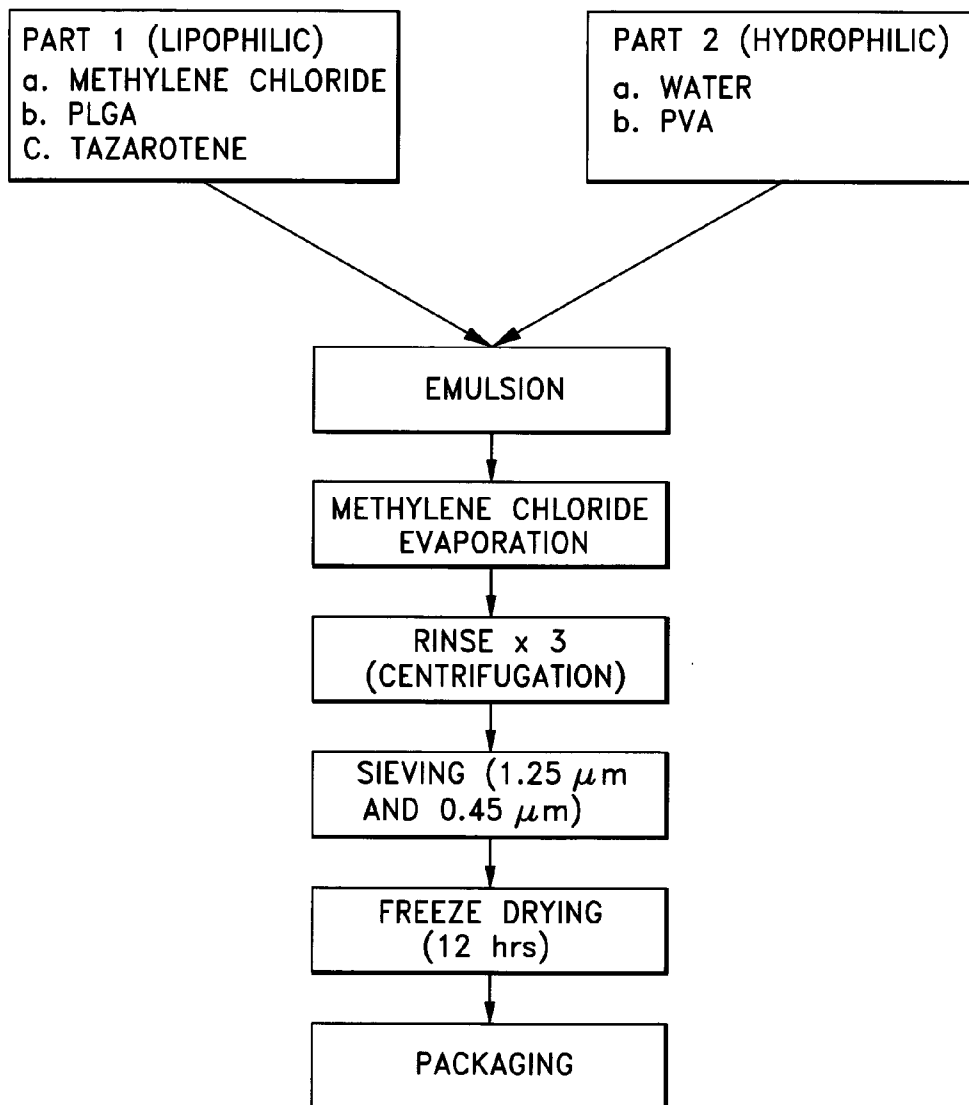 PART 1 (LIPOPHILIC)
a. METHYLENE CHLORIDE
b. PLGA
C. TAZAROTENE
PART 2 (HYDROPHILIC)
a. WATER
b. PVA
EMULSION
METHYLENE CHLORIDE
EVAPORATION
RINSE x 3
(CENTRIFUGATION)
SIEVING (1.25 μm
AND 0.45 μm)
FREEZE DRYING
(12 hrs)
PACKAGING